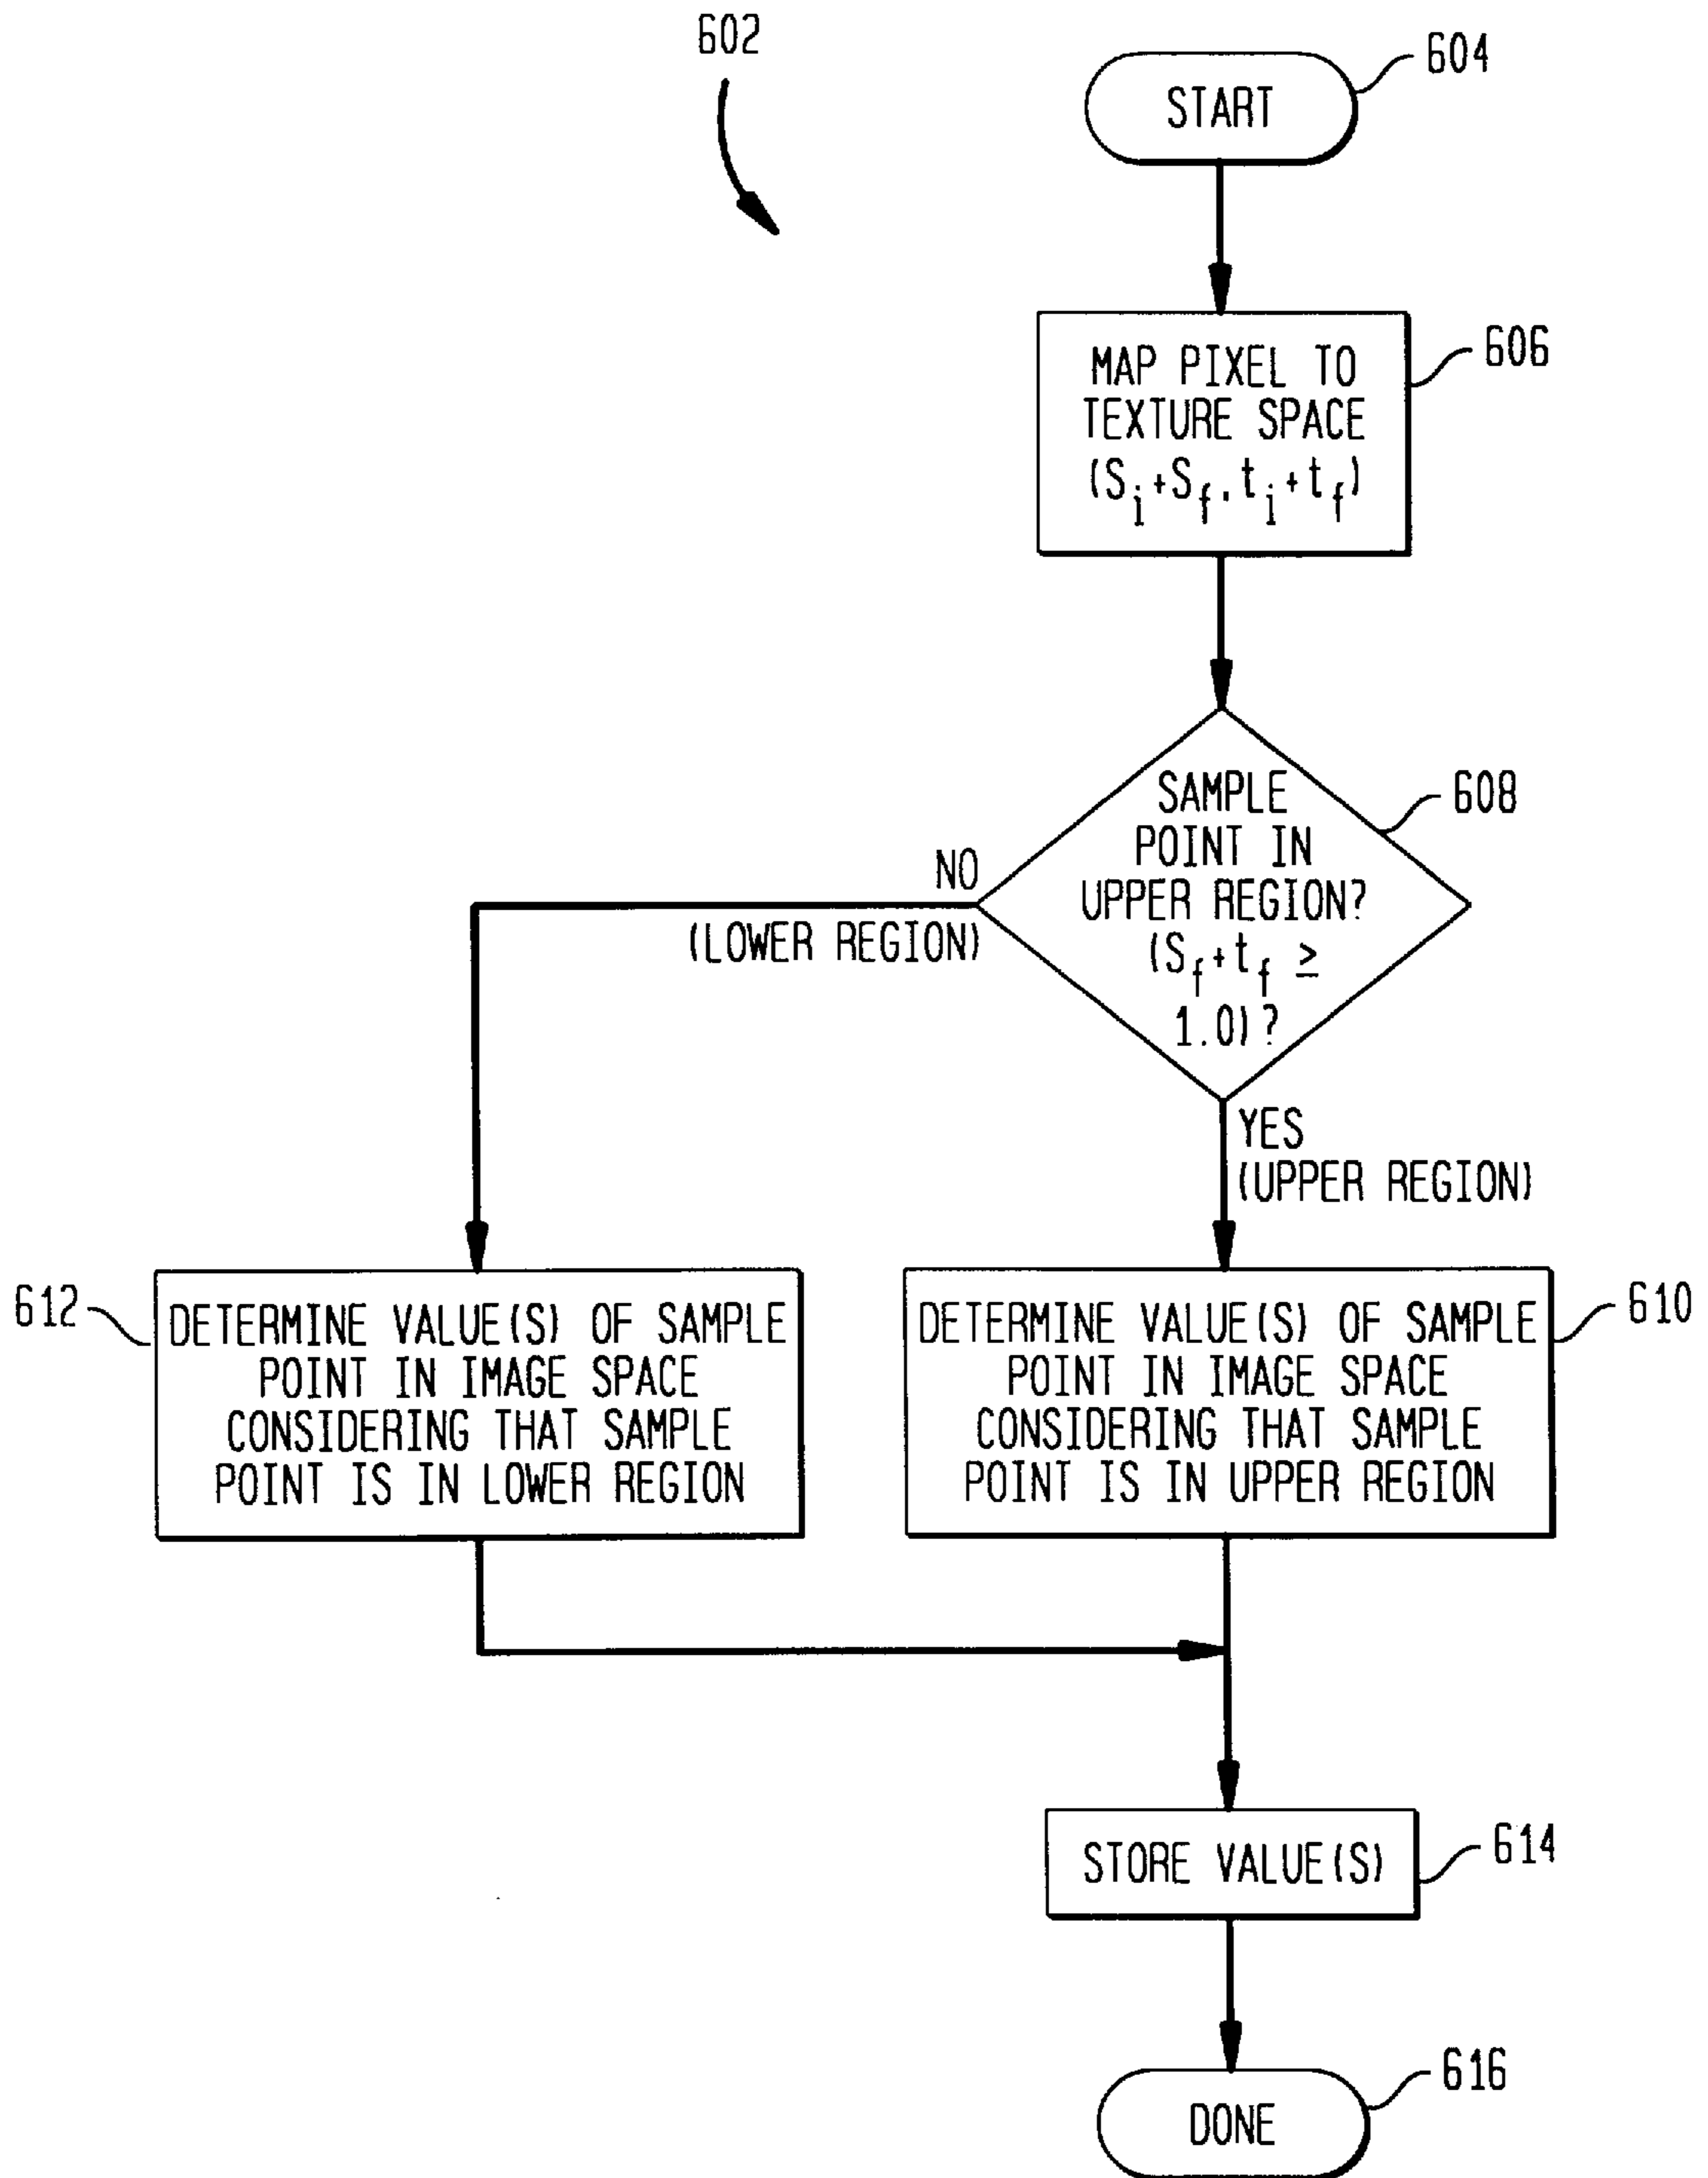 602
START
604
MAP PIXEL TO
TEXTURE SPACE
(Si+Sf, ti+tf)
606
SAMPLE
POINT IN
UPPER REGION?
(Sf+tf ≥
1.0)?
608
NO
(LOWER REGION)
YES
(UPPER REGION)
612
DETERMINE VALUE(S) OF SAMPLE
POINT IN IMAGE SPACE
CONSIDERING THAT SAMPLE
POINT IS IN LOWER REGION
DETERMINE VALUE(S) OF SAMPLE
POINT IN IMAGE SPACE
CONSIDERING THAT SAMPLE
POINT IS IN UPPER REGION
610
STORE VALUE(S)
614
DONE
616